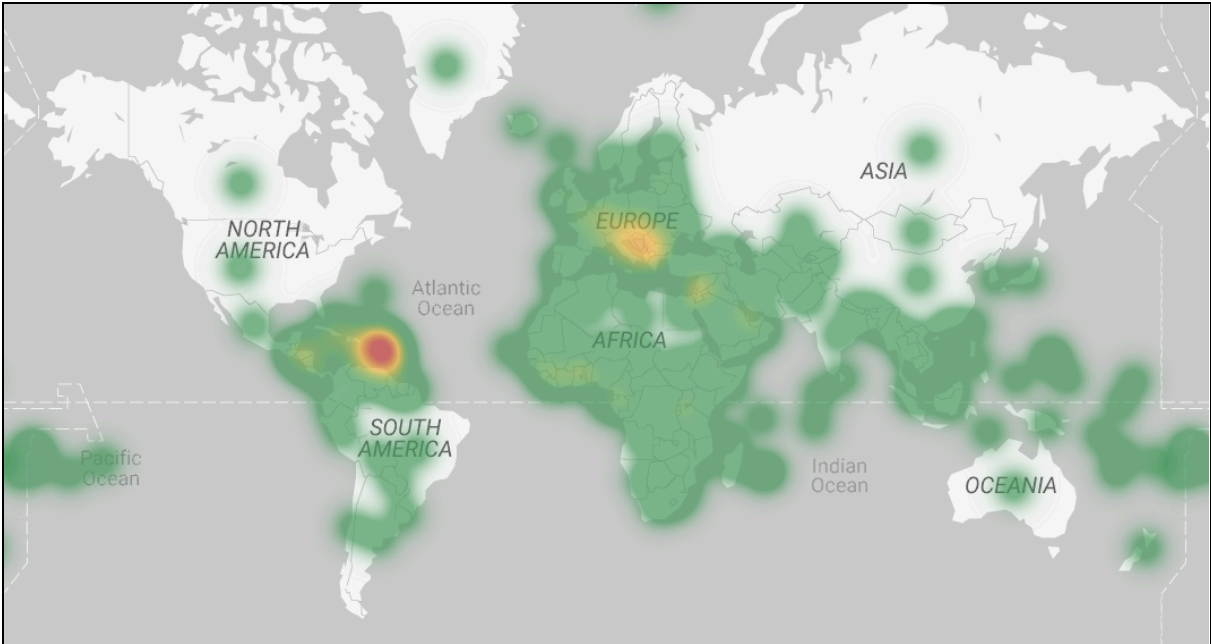 ASIA
EUROPE
NORTH
AMERICA
Atlantic
Ocean
AFRICA
SOUTH
AMERICA
Pacific
Ocean
Indian
Ocean
OCEANIA